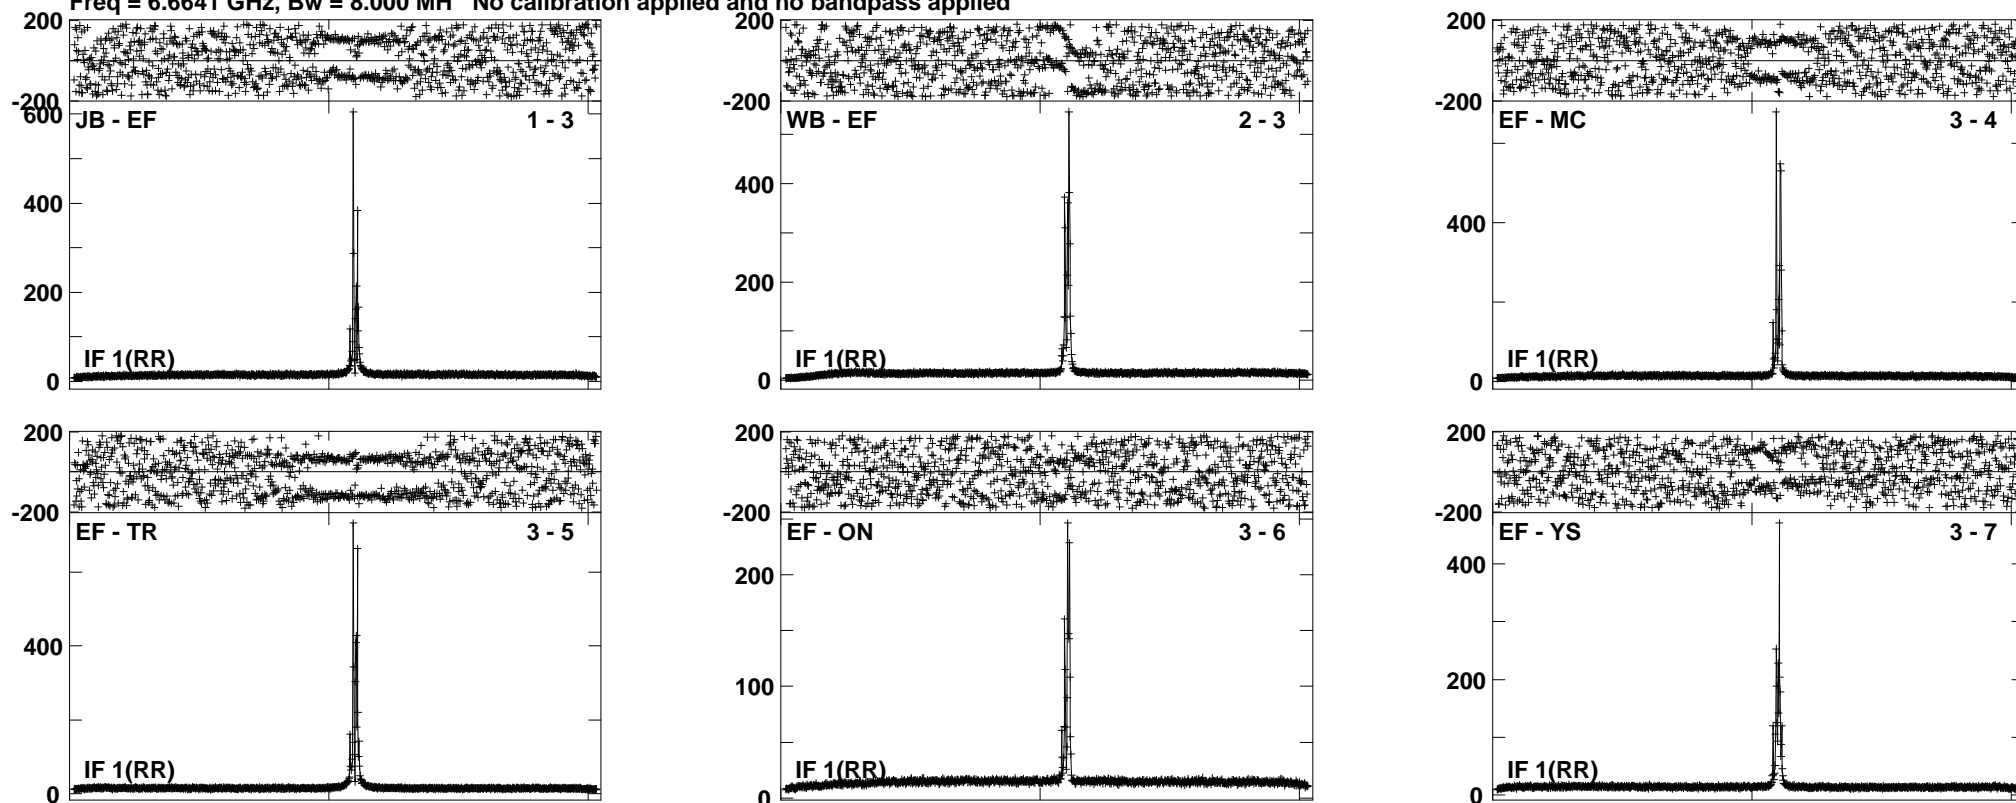 Freq = 6.6641 GHz, Bw = 8.000 MH No calibration applied and no bandpass applied
200
-200
600
JB - EF 1 - 3
400
200
IF 1(RR)
0
WB - EF 2 - 3
400
200
IF 1(RR)
0
200
-200
EF - MC 3 - 4
400
IF 1(RR)
0
200
-200
EF - TR 3 - 5
400
IF 1(RR)
0
200
-200
EF - ON 3 - 6
200
100
IF 1(RR)
0
200
-200
EF - YS 3 - 7
400
200
IF 1(RR)
0